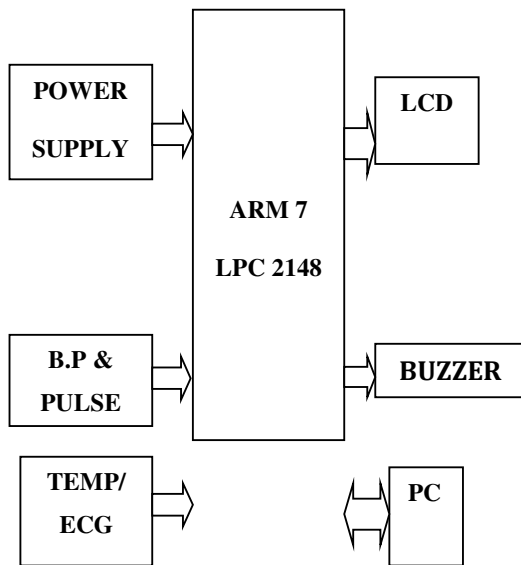 POWER
SUPPLY
LCD
ARM 7
LPC 2148
B.P &
PULSE
BUZZER
TEMP/
ECG
PC